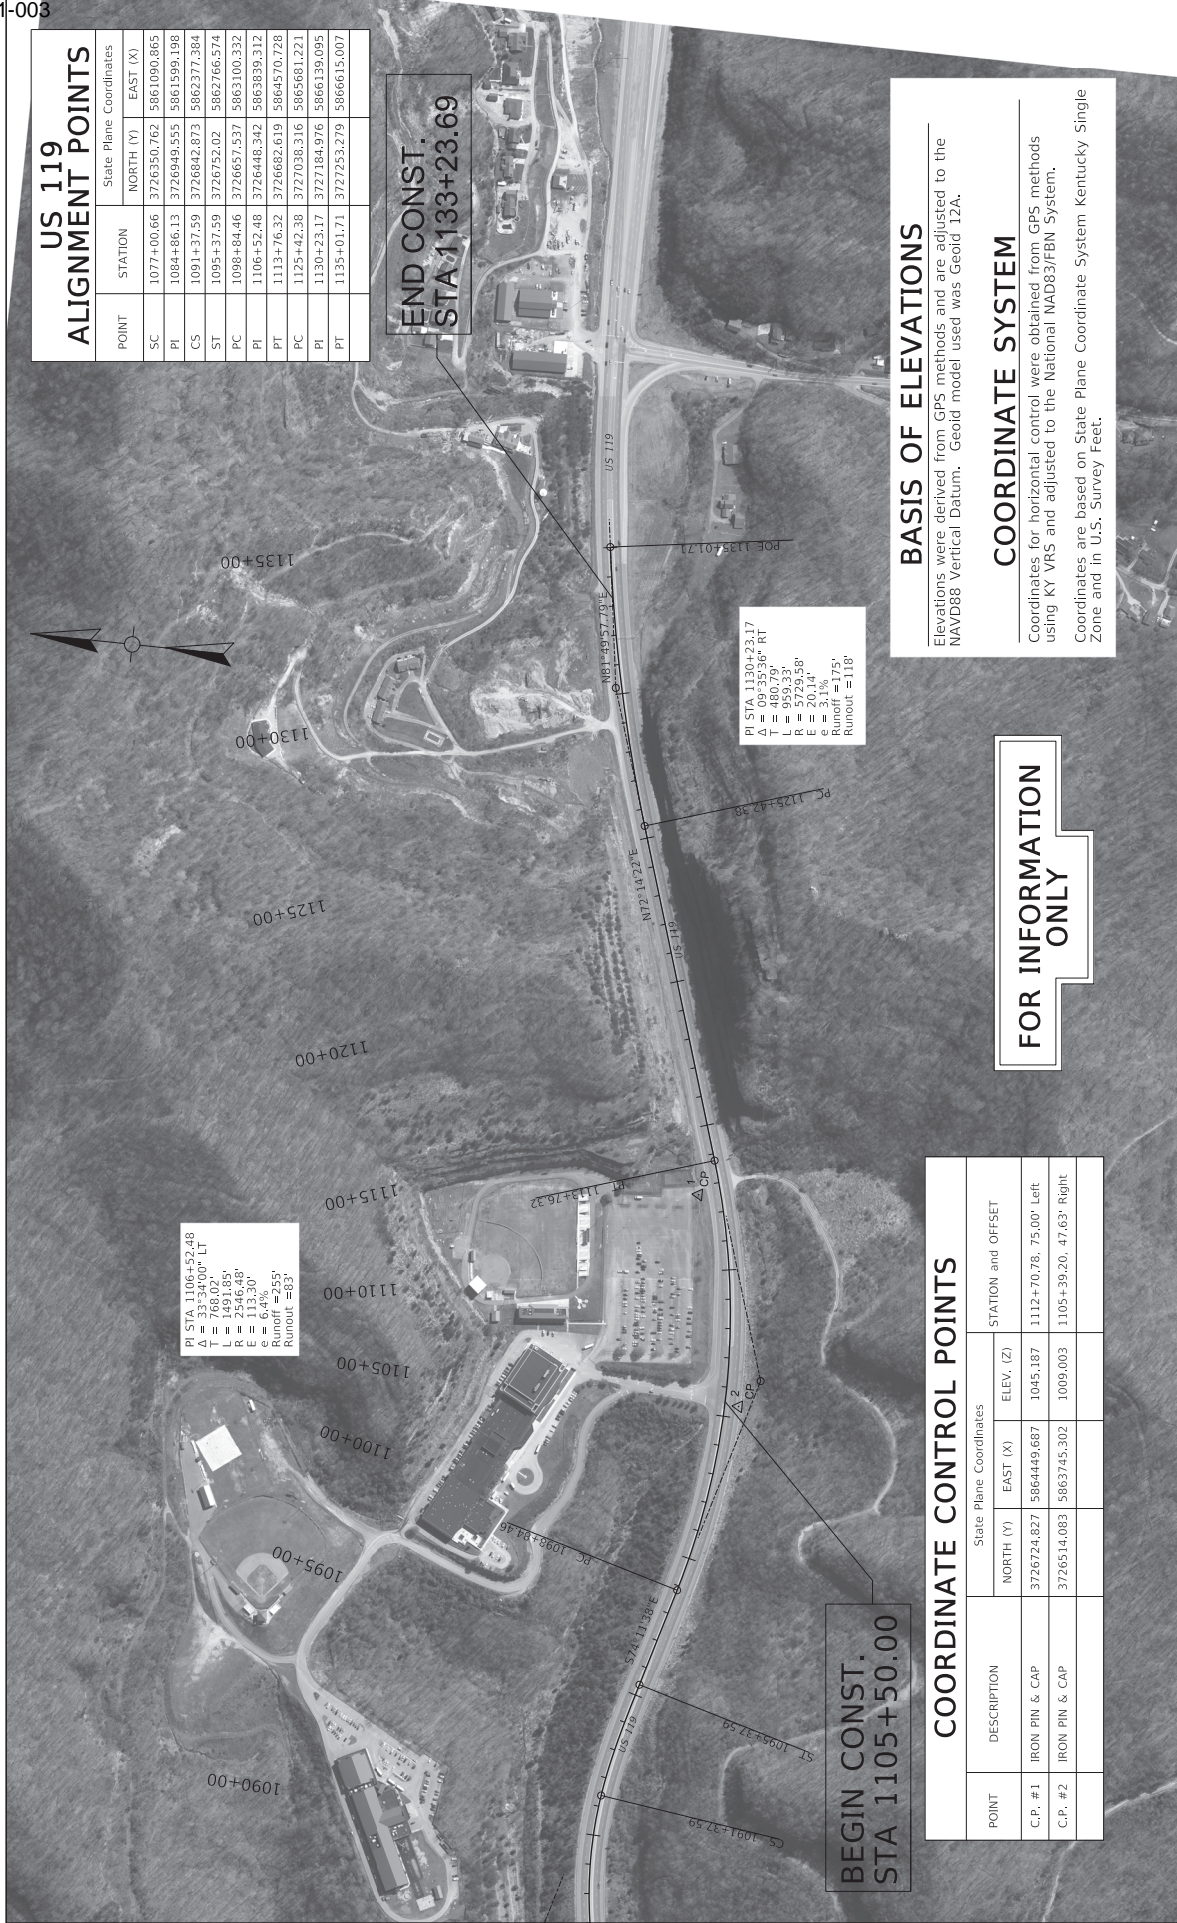 1-003
US 119
ALIGNMENT POINTS
POINT STATION State Plane Coordinates
NORTH (Y) EAST (X)
SC 1077+00.66 3726350.762 5861090.865
PI 1084+86.13 3726949.555 5861599.198
CS 1091+37.59 3726842.873 5862377.384
ST 1095+37.59 3726752.02 5862766.574
PC 1098+84.46 3726657.537 5863100.332
PI 1106+52.48 3726448.342 5863839.312
PT 1113+76.32 3726682.619 5864570.728
PC 1125+42.38 3727038.316 5865681.221
PI 1130+23.17 3727184.976 5866139.095
PT 1135+01.71 3727253.279 5866615.007
END CONST.
STA 1133+23.69
1090+00
1095+00
1100+00
1105+00
1110+00
1115+00
1120+00
1125+00
1130+00
1135+00
PI STA 1106+52.48
Δ = 33°34'00" LT
T = 768.02'
L = 1491.85'
R = 2546.48'
E = 113.30'
e = 6.4%
Runoff =255'
Runout =83'
CS 1091+37.59
US 119
ST 1095+37.59
S74°11'38"E
PC 1098+84.46
2
CP
1
CP
PT 1113+76.32
US 119
N72°14'22"E
PC 1125+42.38
N81°49'57.79"E
POE 1135+01.71
US 119
PI STA 1130+23.17
Δ = 09°35'36" RT
T = 480.79'
L = 959.33'
R = 5729.58'
E = 20.14'
e = 3.1%
Runoff =175'
Runout =118'
BEGIN CONST.
STA 1105+50.00
COORDINATE CONTROL POINTS
POINT DESCRIPTION State Plane Coordinates STATION and OFFSET
NORTH (Y) EAST (X) ELEV. (Z)
C.P. #1 IRON PIN & CAP 3726724.827 5864449.687 1045.187 1112+70.78, 75.00' Left
C.P. #2 IRON PIN & CAP 3726514.083 5863745.302 1009.003 1105+39.20, 47.63' Right
FOR INFORMATION
ONLY
BASIS OF ELEVATIONS
Elevations were derived from GPS methods and are adjusted to the
NAVD88 Vertical Datum. Geoid model used was Geoid 12A.
COORDINATE SYSTEM
Coordinates for horizontal control were obtained from GPS methods
using KY VRS and adjusted to the National NAD83/FBN System.
Coordinates are based on State Plane Coordinate System Kentucky Single
Zone and in U.S. Survey Feet.